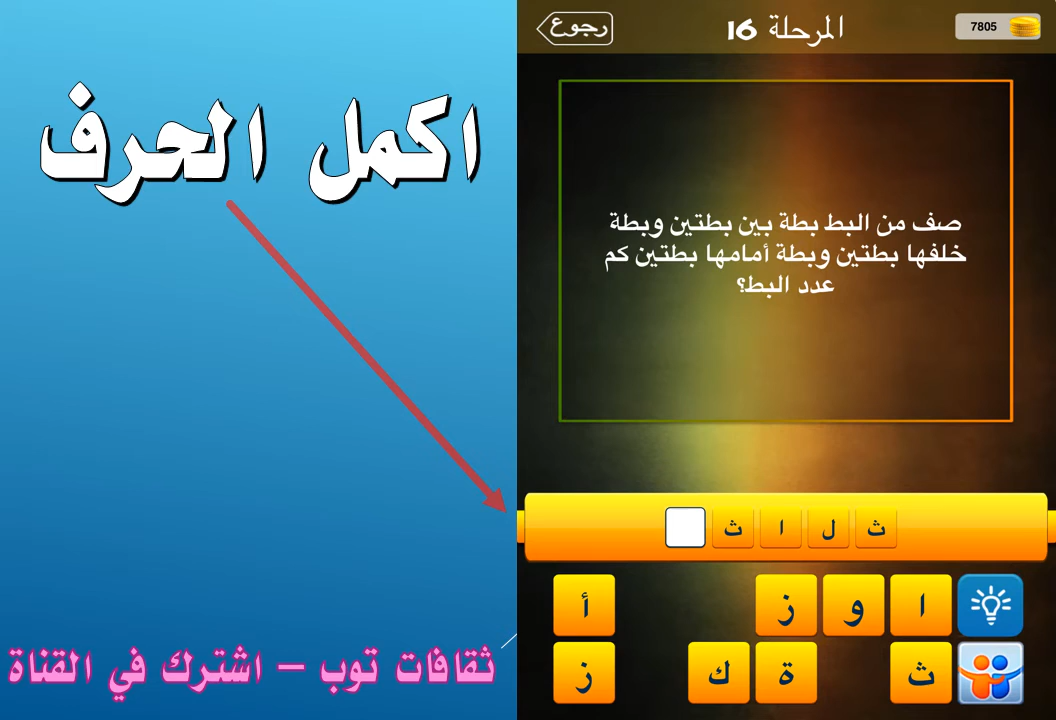 اكمل الحرف
ثقافات توب – اشترك في القناة
رجوع
المرحلة 16
7805
صف من البط بطة بين بطتين وبطة
خلفها بطتين وبطة أمامها بطتين كم
عدد البط؟
ث ل ا ث
ا و ز أ
ث ة ك ز